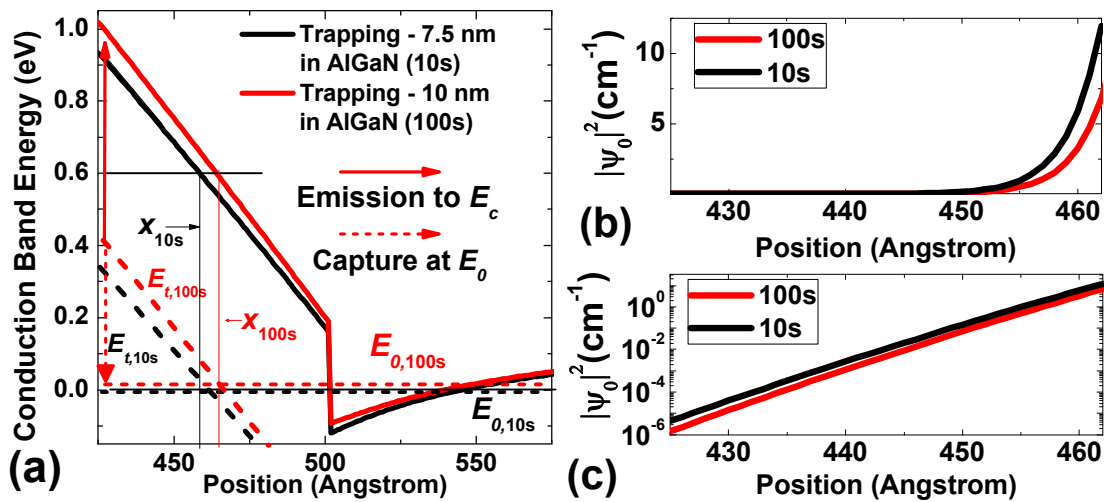 Conduction Band Energy (eV)
1.0
0.8
0.6
0.4
0.2
0.0
Trapping - 7.5 nm
in AlGaN (10s)
Trapping - 10 nm
in AlGaN (100s)
Emission to E_c
Capture at E_0
x_10s
x_100s
E_t,100s
E_t,10s
E_0,100s
E_0,10s
450 500 550
Position (Angstrom)
(a)
|ψ_0|^2(cm^-1)
10
5
100s
10s
430 440 450 460
Position (Angstrom)
(b)
|ψ_0|^2(cm^-1)
10^0
10^-2
10^-4
10^-6
100s
10s
430 440 450 460
Position (Angstrom)
(c)